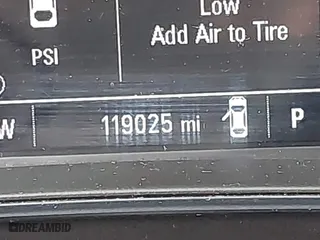 Low
Add Air to Tire
PSI
W 119025 mi P
DREAMBID